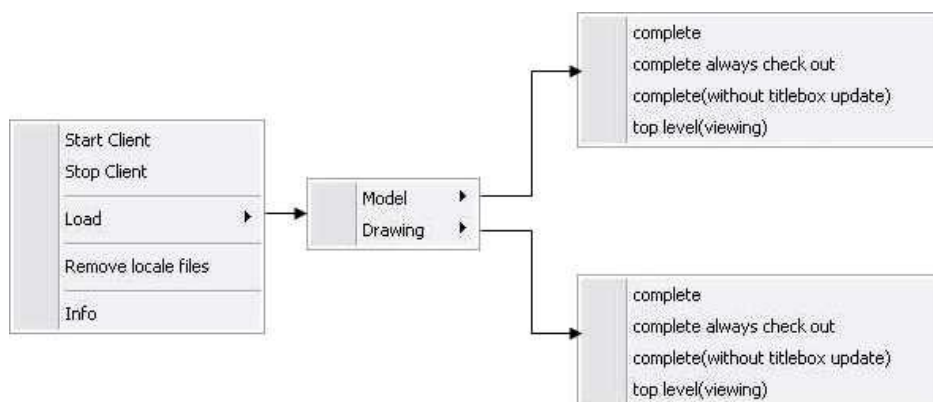 Start Client
Stop Client
Load
Remove locale files
Info
Model
Drawing
complete
complete always check out
complete(without titlebox update)
top level(viewing)
complete
complete always check out
complete(without titlebox update)
top level(viewing)